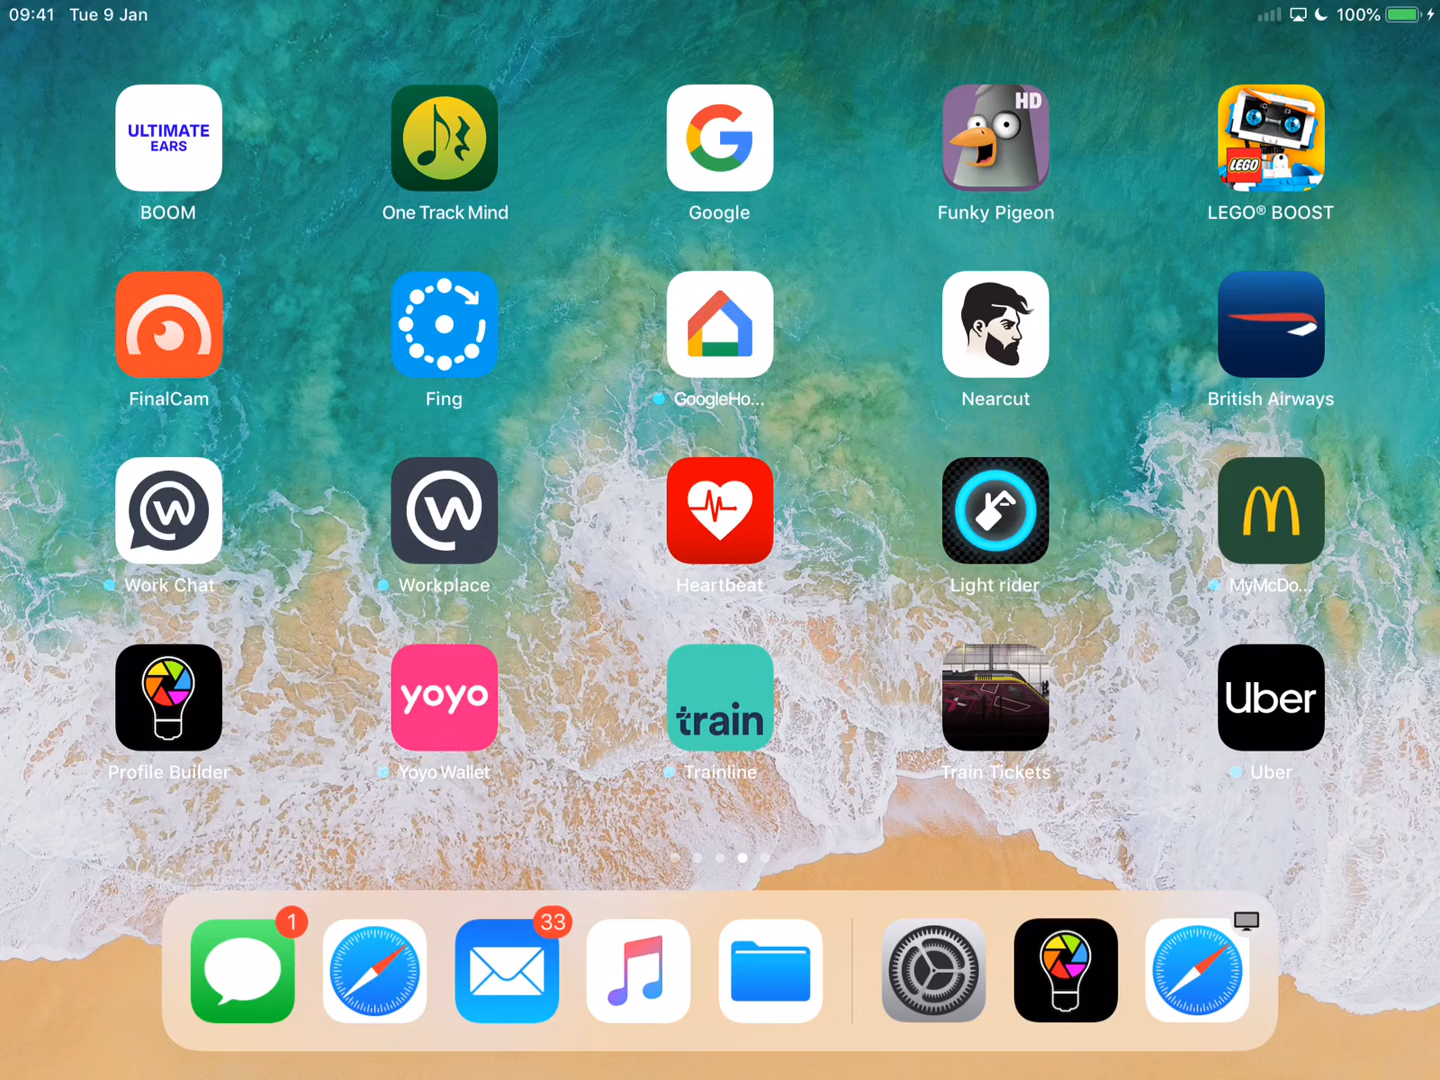 09:41 Tue 9 Jan
100%
ULTIMATE
EARS
HD
LEGO
BOOM
One Track Mind
Google
Funky Pigeon
LEGO® BOOST
FinalCam
Fing
GoogleHo...
Nearcut
British Airways
Work Chat
Workplace
Heartbeat
Light rider
MyMcDo...
yoyo
train
Uber
Profile Builder
Yoyo Wallet
Trainline
Train Tickets
Uber
1
33